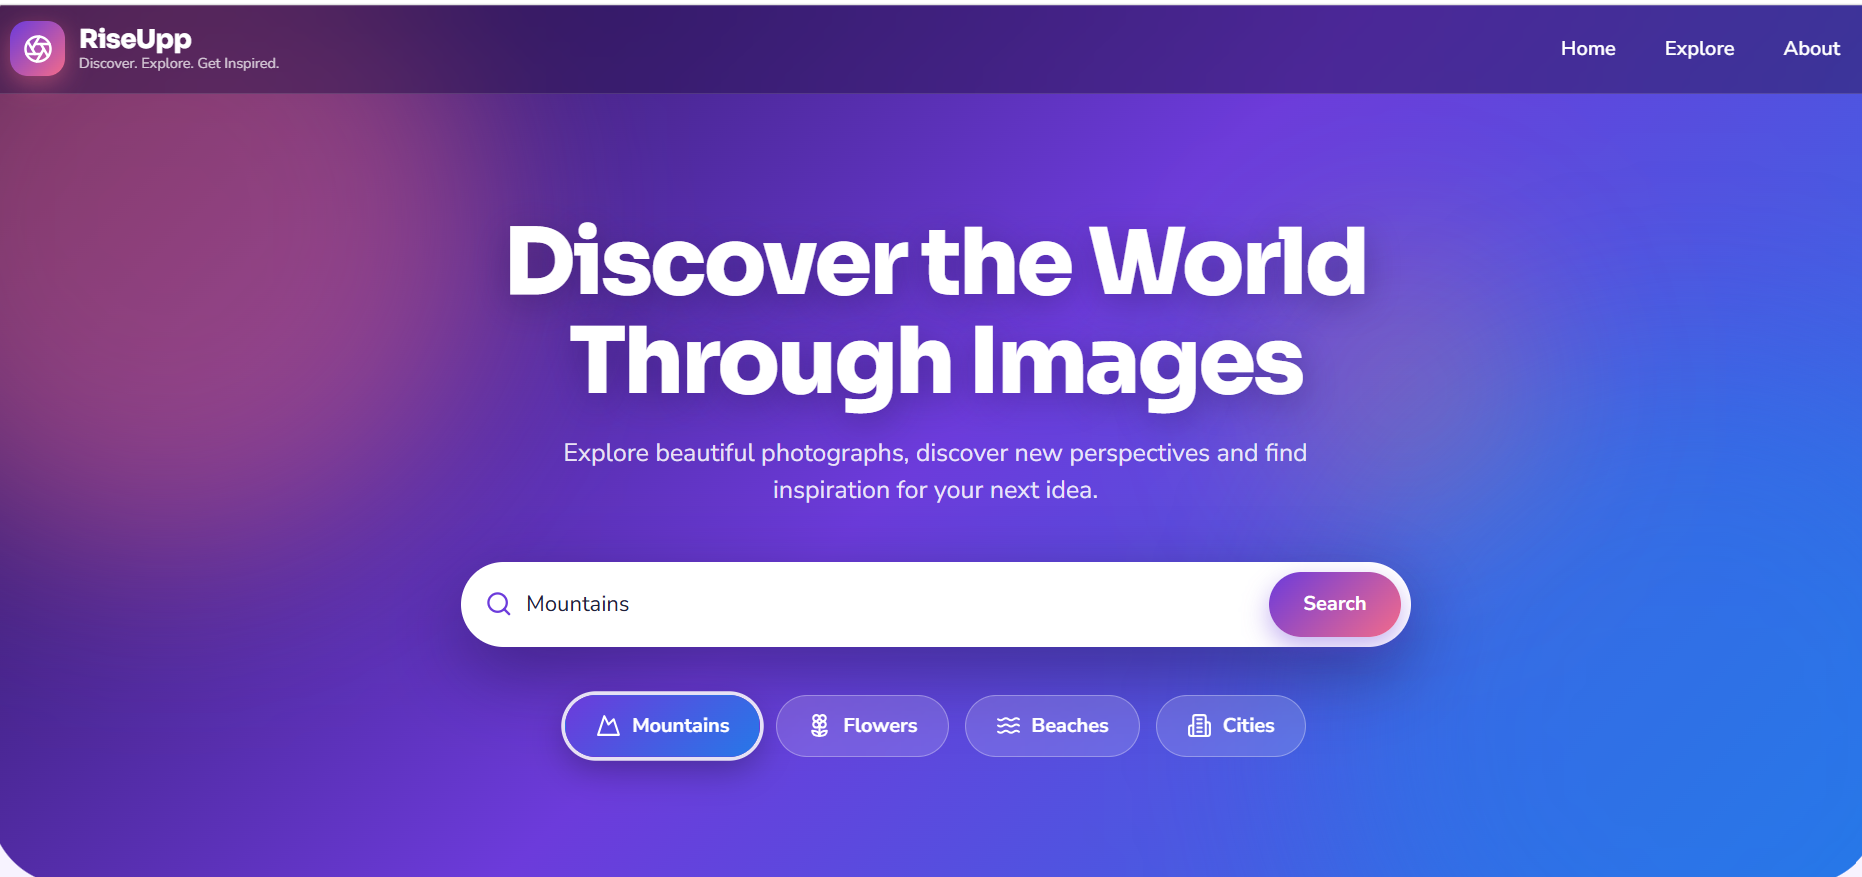 RiseUpp
Discover. Explore. Get Inspired.
Home
Explore
About
Discover the World
Through Images
Explore beautiful photographs, discover new perspectives and find
inspiration for your next idea.
Mountains
Search
Mountains
Flowers
Beaches
Cities